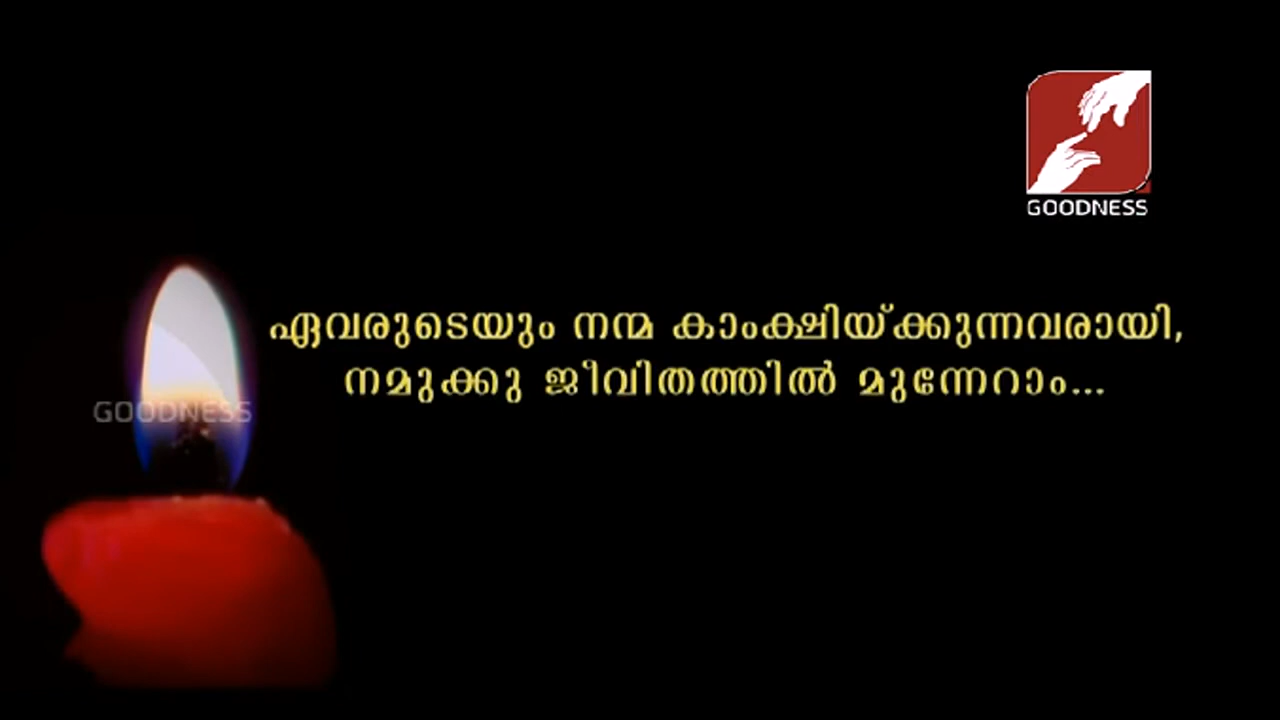 GOODNESS
ഏവരുടെയും നന്മ കാംക്ഷിയ്ക്കുന്നവരായി,
നമുക്കു ജീവിതത്തിൽ മുന്നേറാം...
GOODNESS